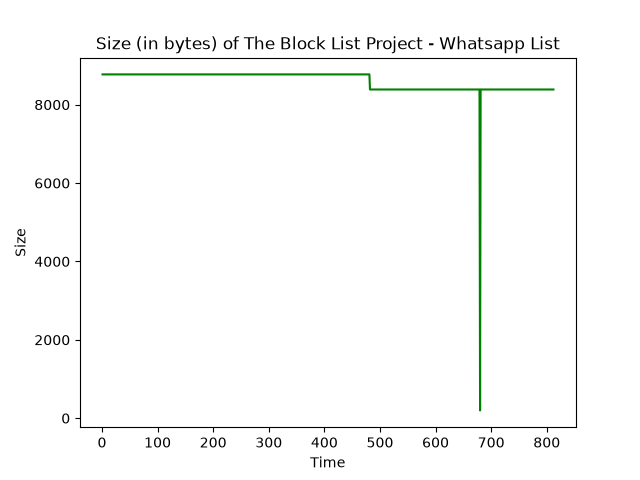 Size (in bytes) of The Block List Project - Whatsapp List
8000
6000
4000
2000
0
Size
0 100 200 300 400 500 600 700 800
Time